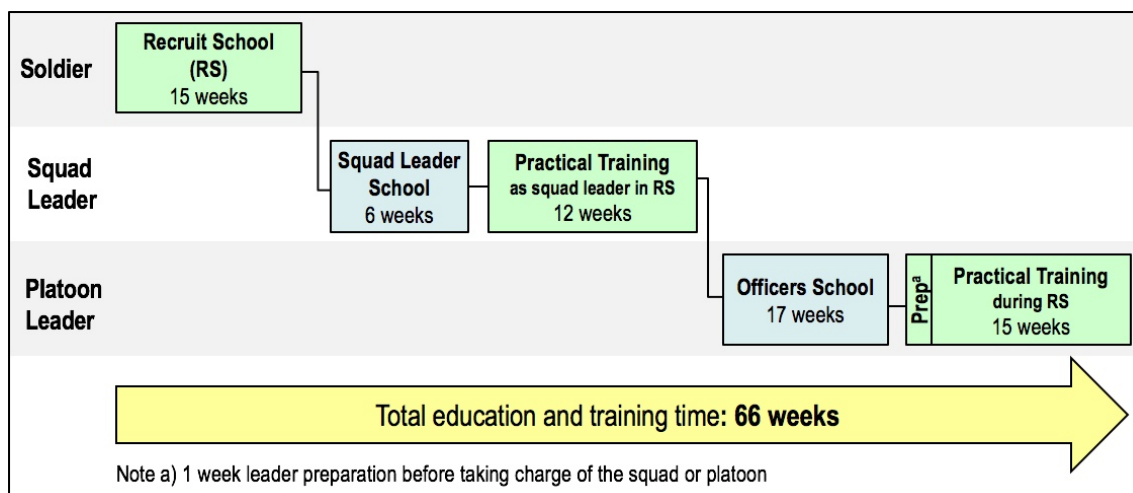 Soldier
Recruit School
(RS)
15 weeks
Squad
Leader
Squad Leader
School
6 weeks
Practical Training
as squad leader in RS
12 weeks
Platoon
Leader
Officers School
17 weeks
Prepª
Practical Training
during RS
15 weeks
Total education and training time: 66 weeks
Note a) 1 week leader preparation before taking charge of the squad or platoon